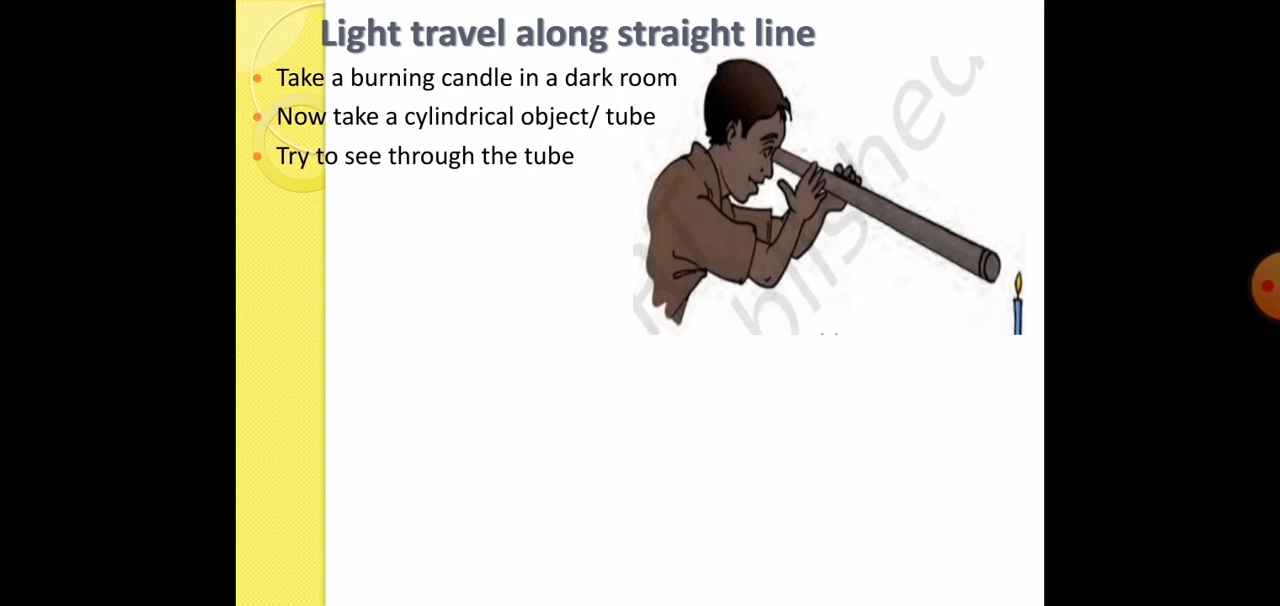 Light travel along straight line
Take a burning candle in a dark room
Now take a cylindrical object/ tube
Try to see through the tube